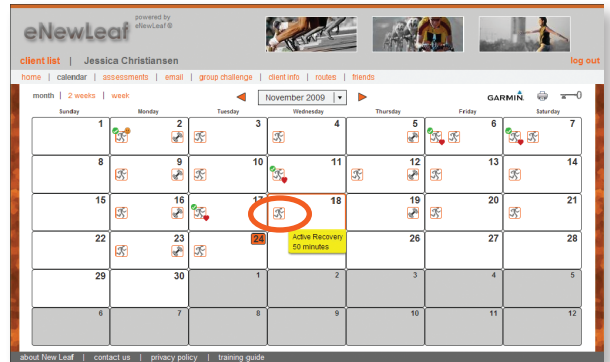 powered by
eNewLeaf eNewLeaf®
client list | Jessica Christiansen log out
home | calendar | assessments | email | group challenge | client info | routes | friends
month | 2 weeks | week November 2009 GARMIN
Sunday Monday Tuesday Wednesday Thursday Friday Saturday
1 2 3 4 5 6 7
8 9 10 11 12 13 14
15 16 17 18 19 20 21
22 23 24 26 27 28
Active Recovery
50 minutes
29 30 1 2 3 4 5
6 7 8 9 10 11 12
about New Leaf | contact us | privacy policy | training guide